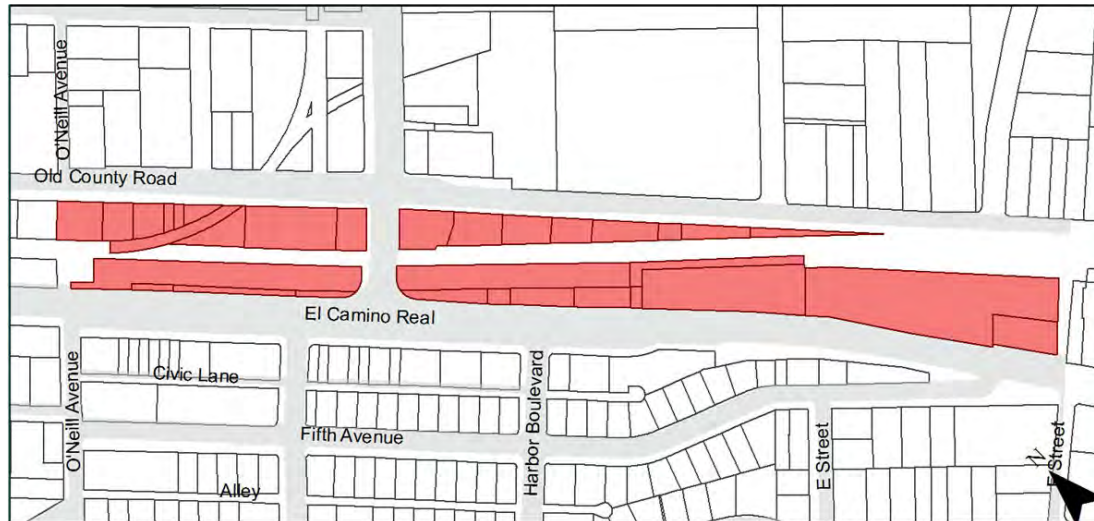 O'Neill Avenue
Old County Road
El Camino Real
Civic Lane
O'Neill Avenue
Harbor Boulevard
Fifth Avenue
E Street
F Street
N
Alley